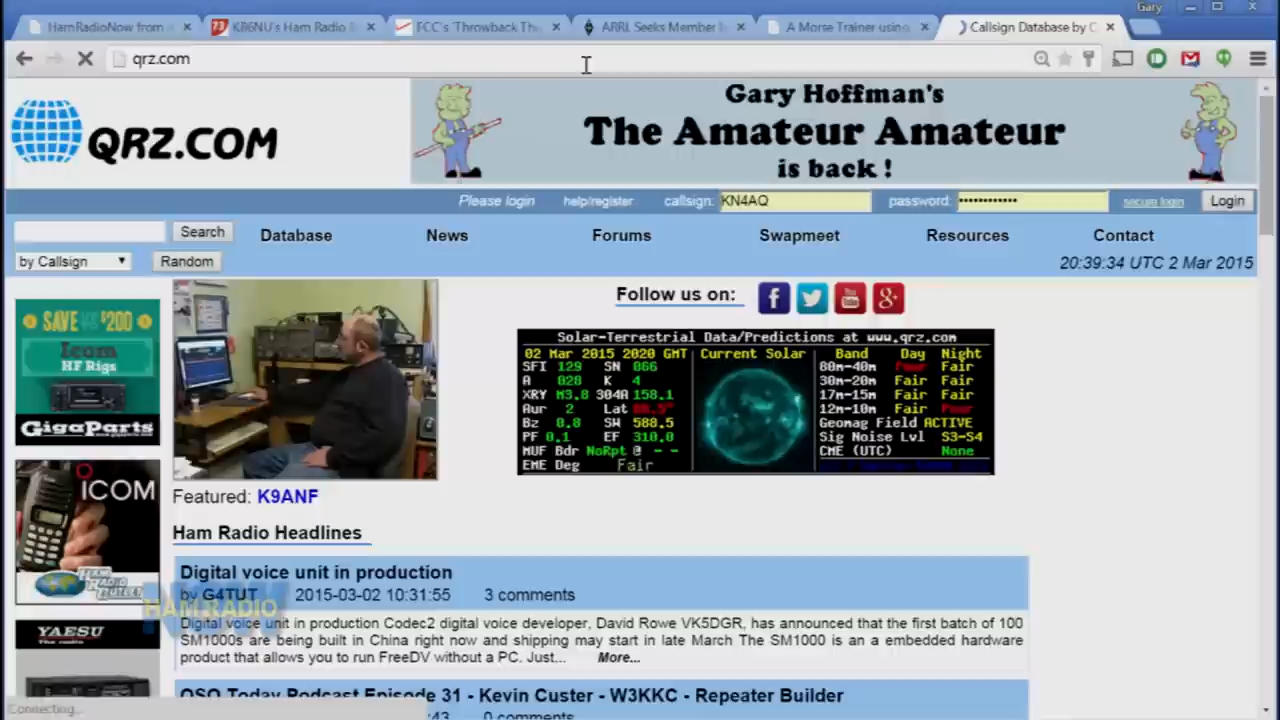 Gary
HamRadioNow from
KB6NU's Ham Radio
FCC's 'Throwback Th
ARRL Seeks Member
A Morse Trainer using
Callsign Database by
qrz.com
QRZ.COM
Gary Hoffman's
The Amateur Amateur
is back !
Please login help/register callsign: KN4AQ password: •••••••••••• secure login Login
Search Database News Forums Swapmeet Resources Contact
by Callsign Random 20:39:34 UTC 2 Mar 2015
Follow us on:
SAVE $200
Icom
HF Rigs
GigaParts
Solar-Terrestrial Data/Predictions at www.qrz.com
02 Mar 2015 2020 GMT Current Solar Band Day Night
SFI 129 SN 066 80m-40m Poor Fair
A 028 K 4 30m-20m Fair Fair
XRY M3.0 304A 158.1 17m-15m Fair Fair
Aur 2 Lat 12m-10m Fair Poor
Bz 0.8 SW 588.5 Geomag Field ACTIVE
PF 0.1 EF 310.0 Sig Noise Lvl S3-S4
MUF Bdr NoRpt @ - - CME (UTC) None
EME Deg Fair
ICOM
Featured: K9ANF
Ham Radio Headlines
Digital voice unit in production
by G4TUT 2015-03-02 10:31:55 3 comments
HAM RADIO
Digital voice unit in production Codec2 digital voice developer, David Rowe VK5DGR, has announced that the first batch of 100
SM1000s are being built in China right now and shipping may start in late March The SM1000 is an a embedded hardware
product that allows you to run FreeDV without a PC. Just... More...
YAESU
The radio
QSO Today Podcast Episode 31 - Kevin Custer - W3KKC - Repeater Builder
:43 0 comments
Connecting...